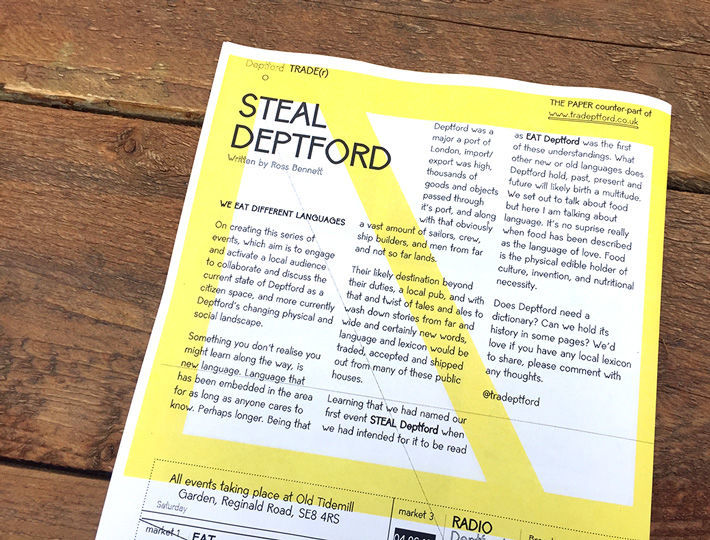 Deptford TRADE(r)
THE PAPER counter-part of
www.tradeptford.co.uk
STEAL
DEPTFORD
Written by Ross Bennett
WE EAT DIFFERENT LANGUAGES
On creating this series of
events, which aim is to engage
and activate a local audience
to collaborate and discuss the
current state of Deptford as a
citizen space, and more currently
Deptford's changing physical and
social landscape.
Something you don't realise you
might learn along the way, is
new language. Language that
has been embedded in the area
for as long as anyone cares to
know. Perhaps longer. Being that
Deptford was a
major a port of
London, import/
export was high,
thousands of
goods and objects
passed through
it's port, and along
with that obviously
a vast amount of sailors, crew,
ship builders, and men from far
and not so far lands.
Their likely destination beyond
their duties, a local pub, and with
that and twist of tales and ales to
wash down stories from far and
wide and certainly new words,
language and lexicon would be
traded, accepted and shipped
out from many of these public
houses.
Learning that we had named our
first event STEAL Deptford when
we had intended for it to be read
as EAT Deptford was the first
of these understandings. What
other new or old languages does
Deptford hold, past, present and
future will likely birth a multitude.
We set out to talk about food
but here I am talking about
language. It's no suprise really
when food has been described
as the language of love. Food
is the physical edible holder of
culture, invention, and nutritional
necessity.
Does Deptford need a
dictionary? Can we hold its
history in some pages? We'd
love if you have any local lexicon
to share, please comment with
any thoughts.
@tradeptford
All events taking place at Old Tidemill
Garden, Reginald Road, SE8 4RS
Saturday
market 1
EAT
market 3
RADIO